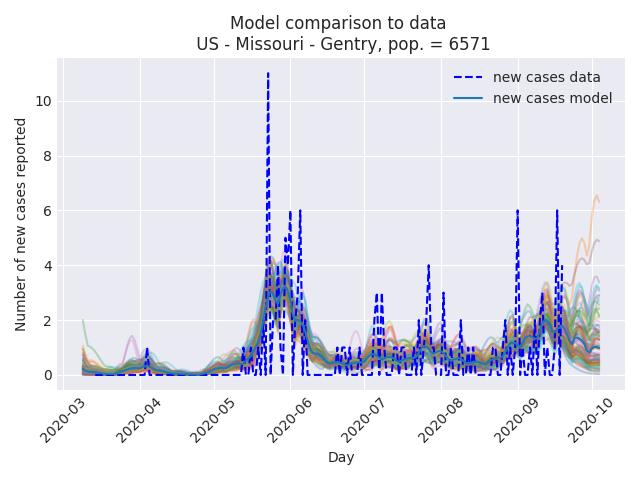 Model comparison to data
US - Missouri - Gentry, pop. = 6571
new cases data
new cases model
Number of new cases reported
10
8
6
4
2
0
2020-03
2020-04
2020-05
2020-06
2020-07
2020-08
2020-09
2020-10
Day